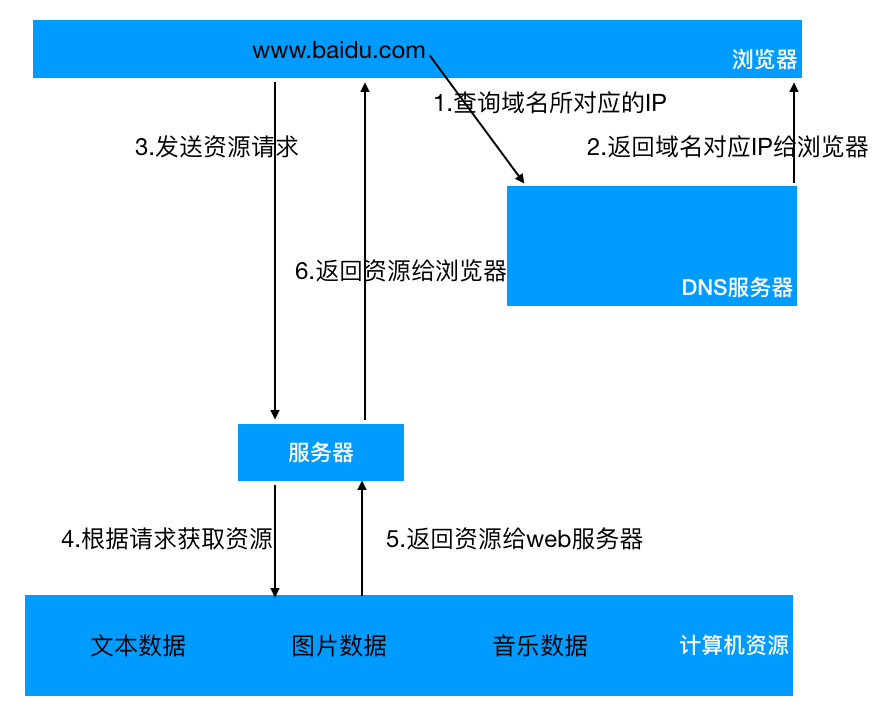 www.baidu.com
浏览器
1.查询域名所对应的IP
3.发送资源请求
2.返回域名对应IP给浏览器
6.返回资源给浏览器
DNS服务器
服务器
4.根据请求获取资源
5.返回资源给web服务器
文本数据
图片数据
音乐数据
计算机资源